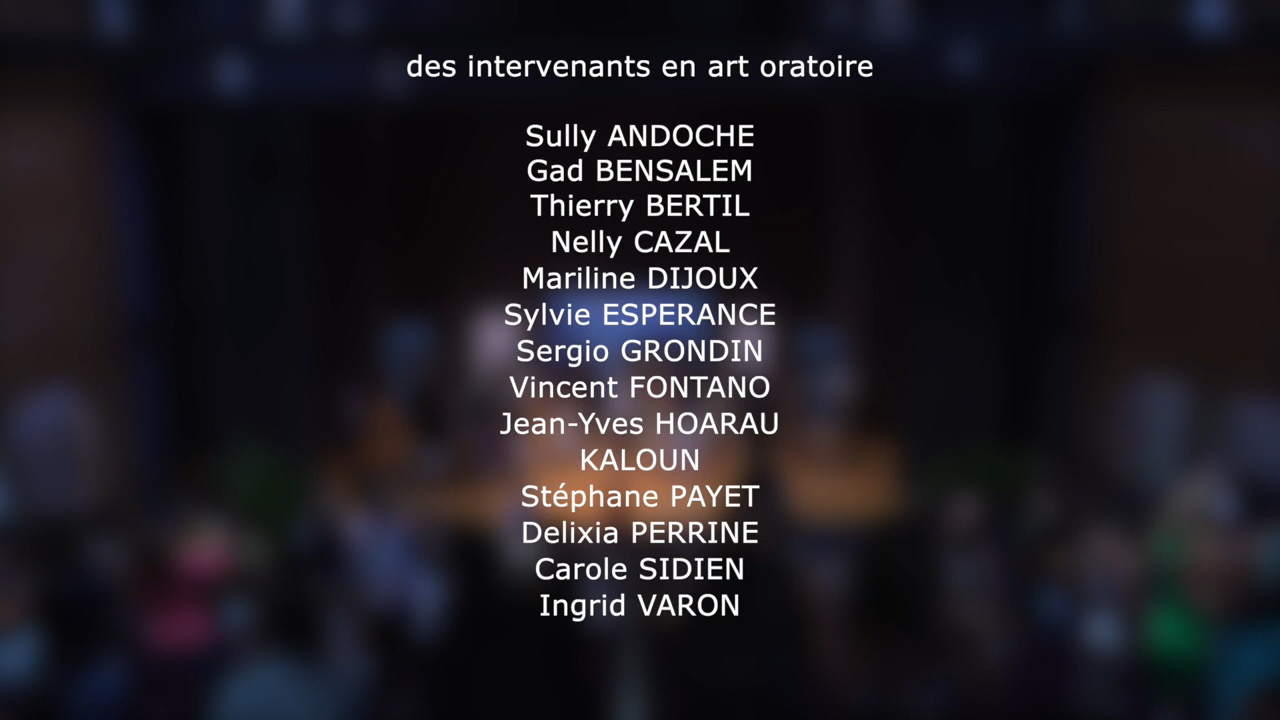 des intervenants en art oratoire
Sully ANDOCHE
Gad BENSALEM
Thierry BERTIL
Nelly CAZAL
Mariline DIJOUX
Sylvie ESPERANCE
Sergio GRONDIN
Vincent FONTANO
Jean-Yves HOARAU
KALOUN
Stéphane PAYET
Delixia PERRINE
Carole SIDIEN
Ingrid VARON